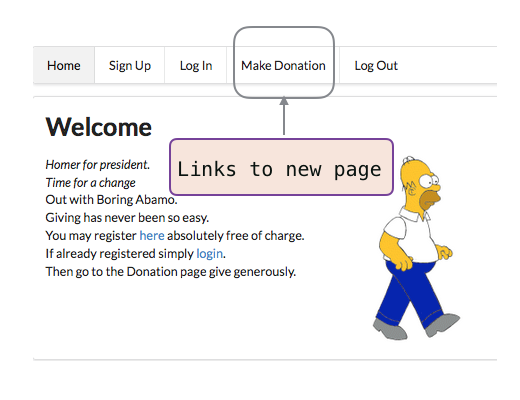 Home Sign Up Log In Make Donation Log Out
Welcome
Links to new page
Homer for president.
Time for a change
Out with Boring Abamo.
Giving has never been so easy.
You may register here absolutely free of charge.
If already registered simply login.
Then go to the Donation page give generously.